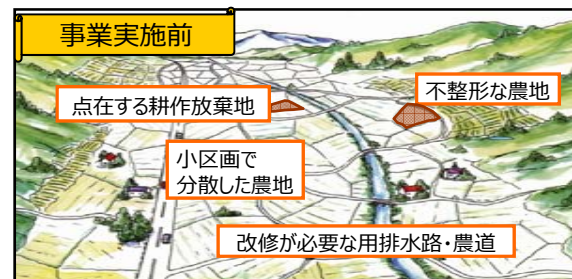 事業実施前
点在する耕作放棄地
不整形な農地
小区画で
分散した農地
改修が必要な用排水路・農道